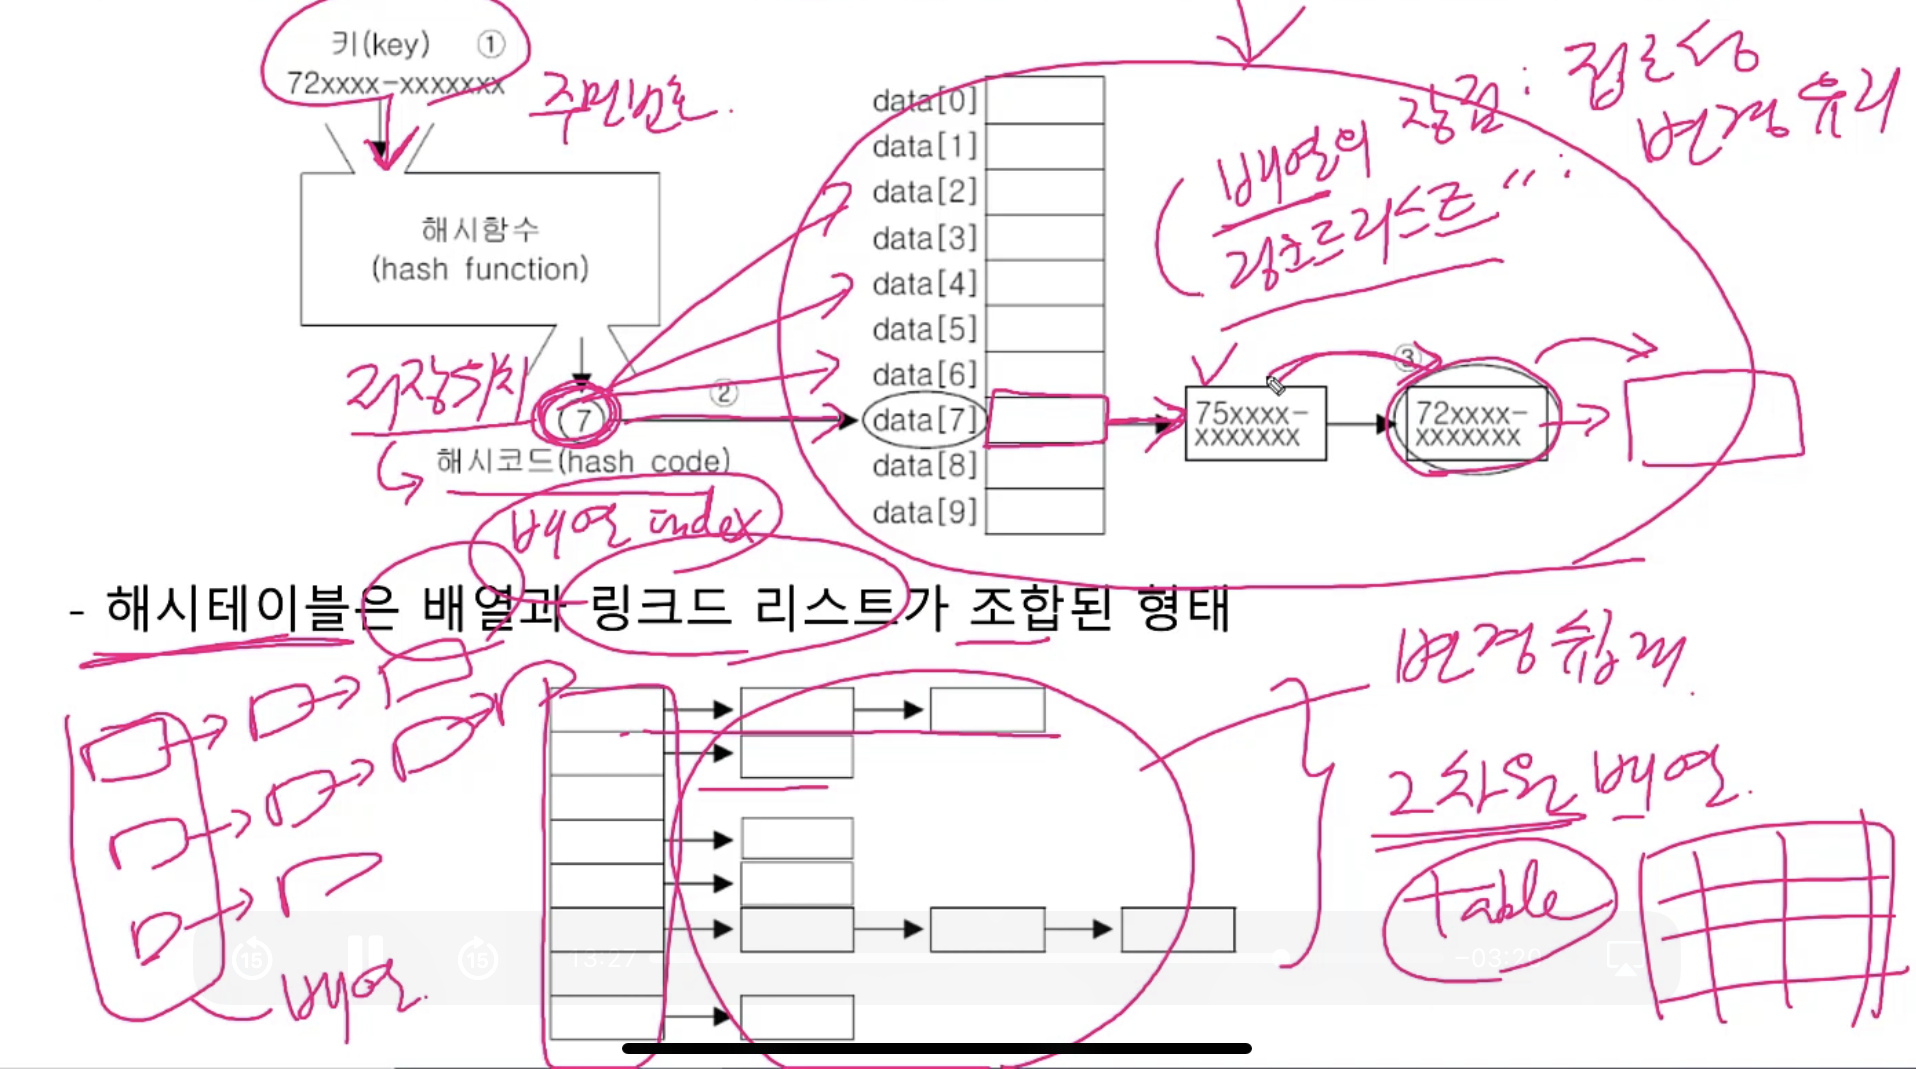 키(key) ①
72xxxx-xxxxxxx
주민번호.
해시함수
(hash function)
저장위치
7
해시코드(hash code)
배열 index
②
data[0]
data[1]
data[2]
data[3]
data[4]
data[5]
data[6]
data[7]
data[8]
data[9]
배열의 장점 : 접근성
링크드리스트 " : 변경 유리
③
75xxxx-
xxxxxxx
72xxxx-
xxxxxxx
- 해시테이블은 배열과 링크드 리스트가 조합된 형태
변경 쉽게.
2차원 배열.
Table
배열.
15
15
13:27